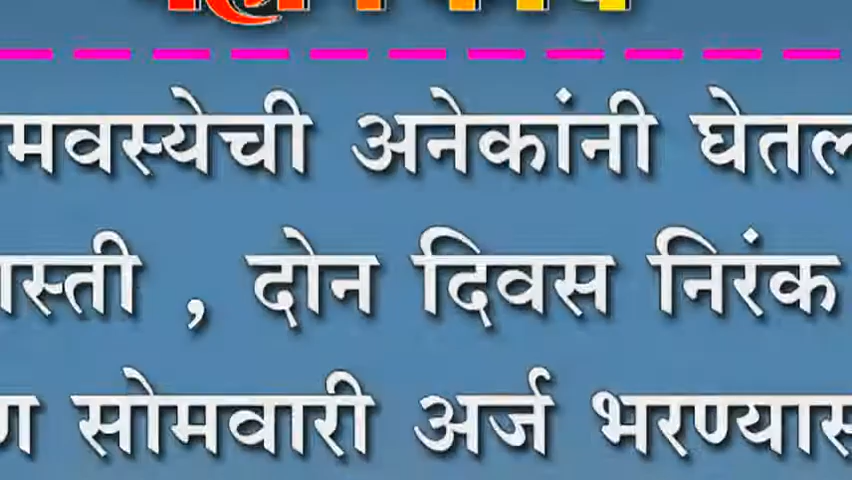 मवस्येची अनेकांनी घेतल
स्ती , दोन दिवस निरंक
ण सोमवारी अर्ज भरण्यास